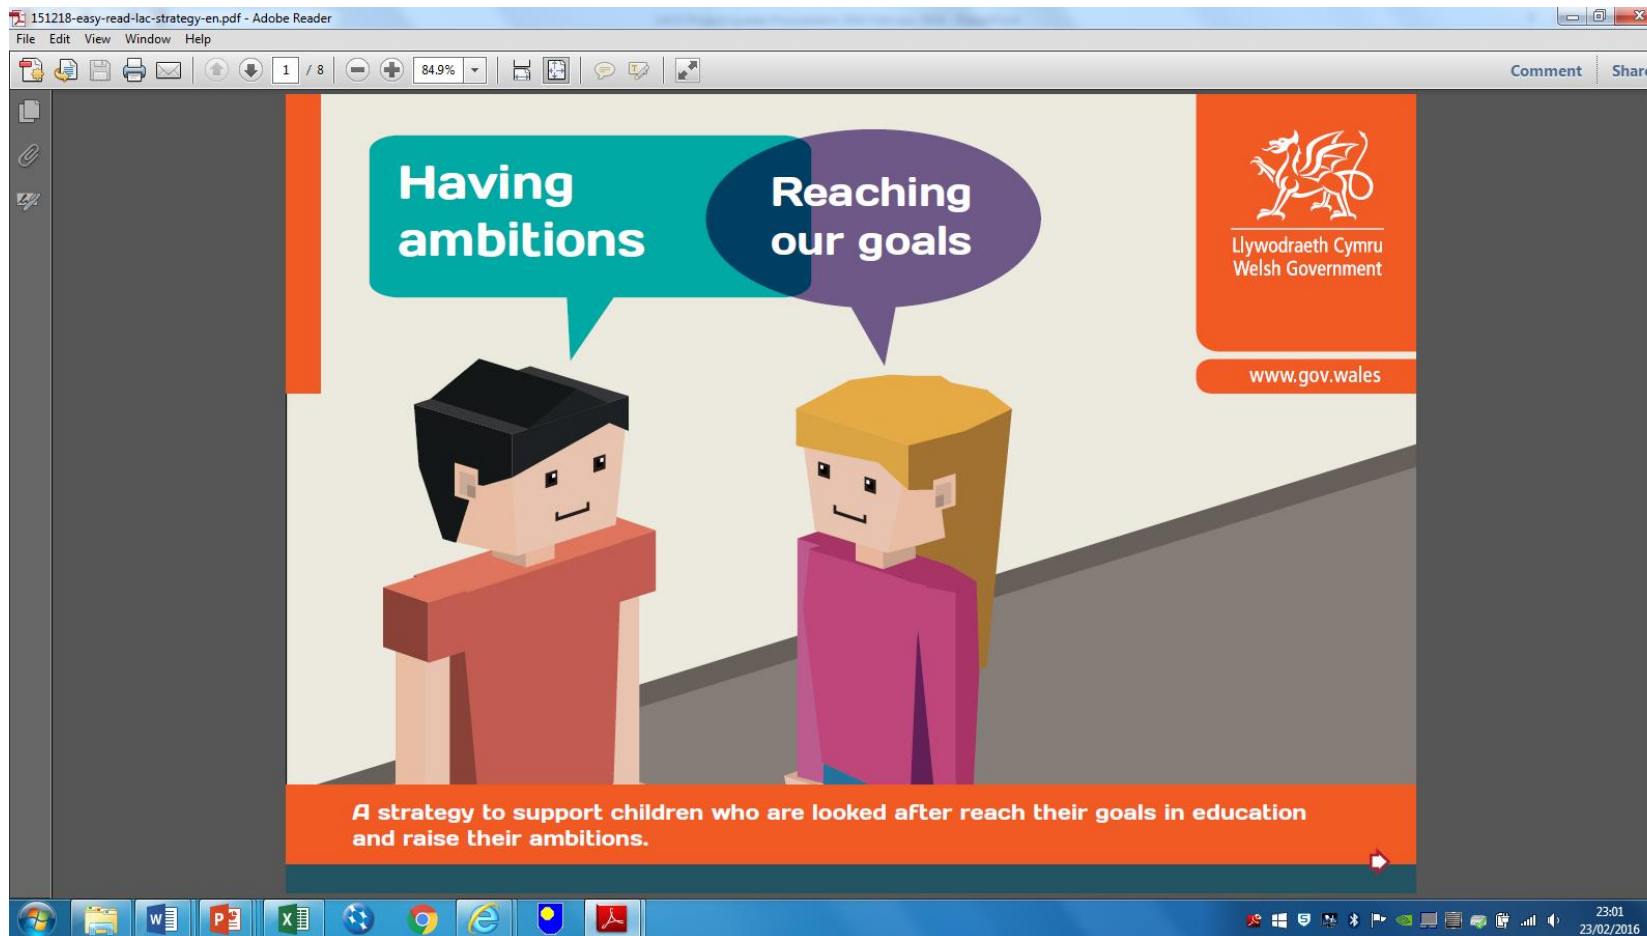 151218-easy-read-lac-strategy-en.pdf - Adobe Reader
File Edit View Window Help
1 / 8
84.9%
Comment
Shar
Having
ambitions
Reaching
our goals
Llywodraeth Cymru
Welsh Government
www.gov.wales
A strategy to support children who are looked after reach their goals in education
and raise their ambitions.
23:01
23/02/2016